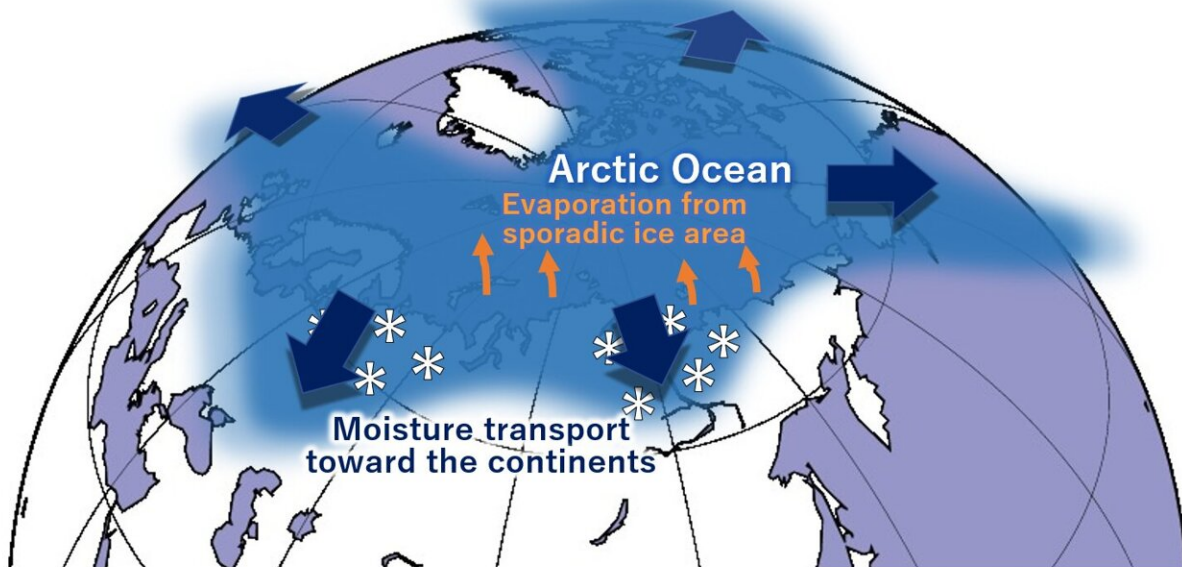 Arctic Ocean
Evaporation from
sporadic ice area
Moisture transport
toward the continents